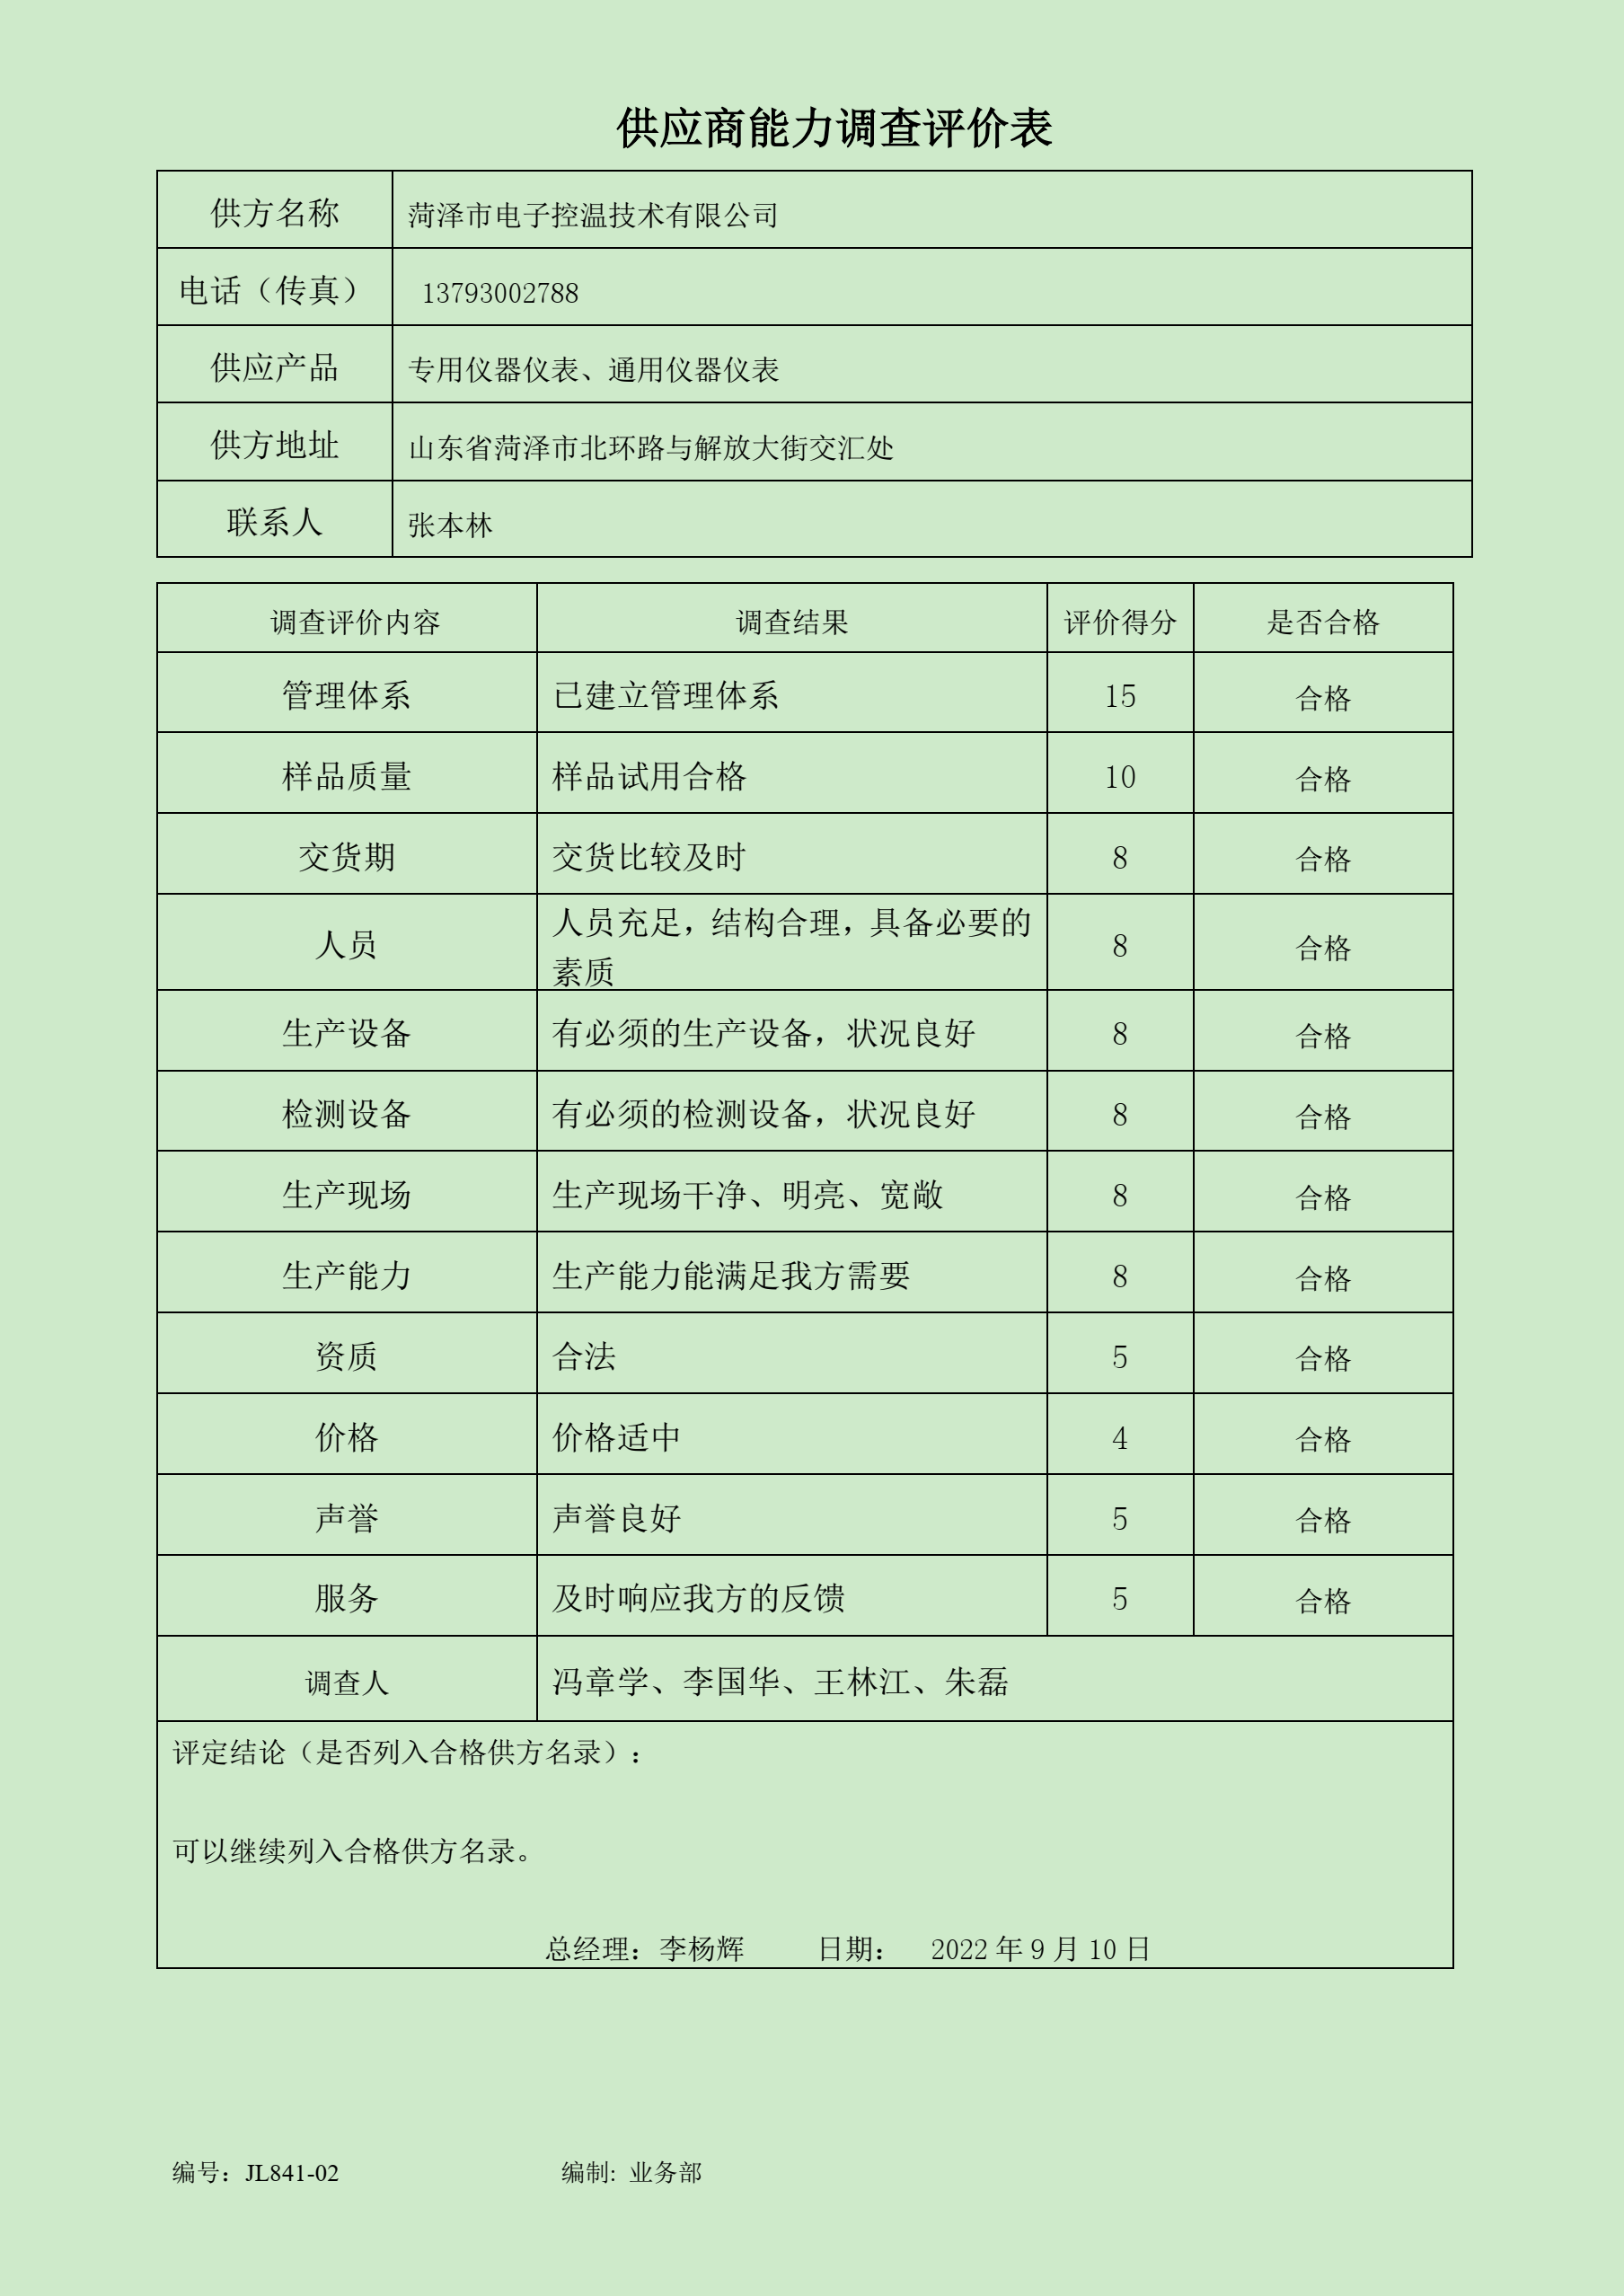 供应商能力调查评价表
供方名称 菏泽市电子控温技术有限公司
电话（传真） 13793002788
供应产品 专用仪器仪表、通用仪器仪表
供方地址 山东省菏泽市北环路与解放大街交汇处
联系人 张本林
调查评价内容 调查结果 评价得分 是否合格
管理体系 已建立管理体系 15 合格
样品质量 样品试用合格 10 合格
交货期 交货比较及时 8 合格
人员 人员充足，结构合理，具备必要的 8 合格
素质
生产设备 有必须的生产设备，状况良好 8 合格
检测设备 有必须的检测设备，状况良好 8 合格
生产现场 生产现场干净、明亮、宽敞 8 合格
生产能力 生产能力能满足我方需要 8 合格
资质 合法 5 合格
价格 价格适中 4 合格
声誉 声誉良好 5 合格
服务 及时响应我方的反馈 5 合格
调查人 冯章学、李国华、王林江、朱磊
评定结论（是否列入合格供方名录）：
可以继续列入合格供方名录。
总经理：李杨辉 日期： 2022 年 9 月 10 日
编号：JL841-02 编制: 业务部